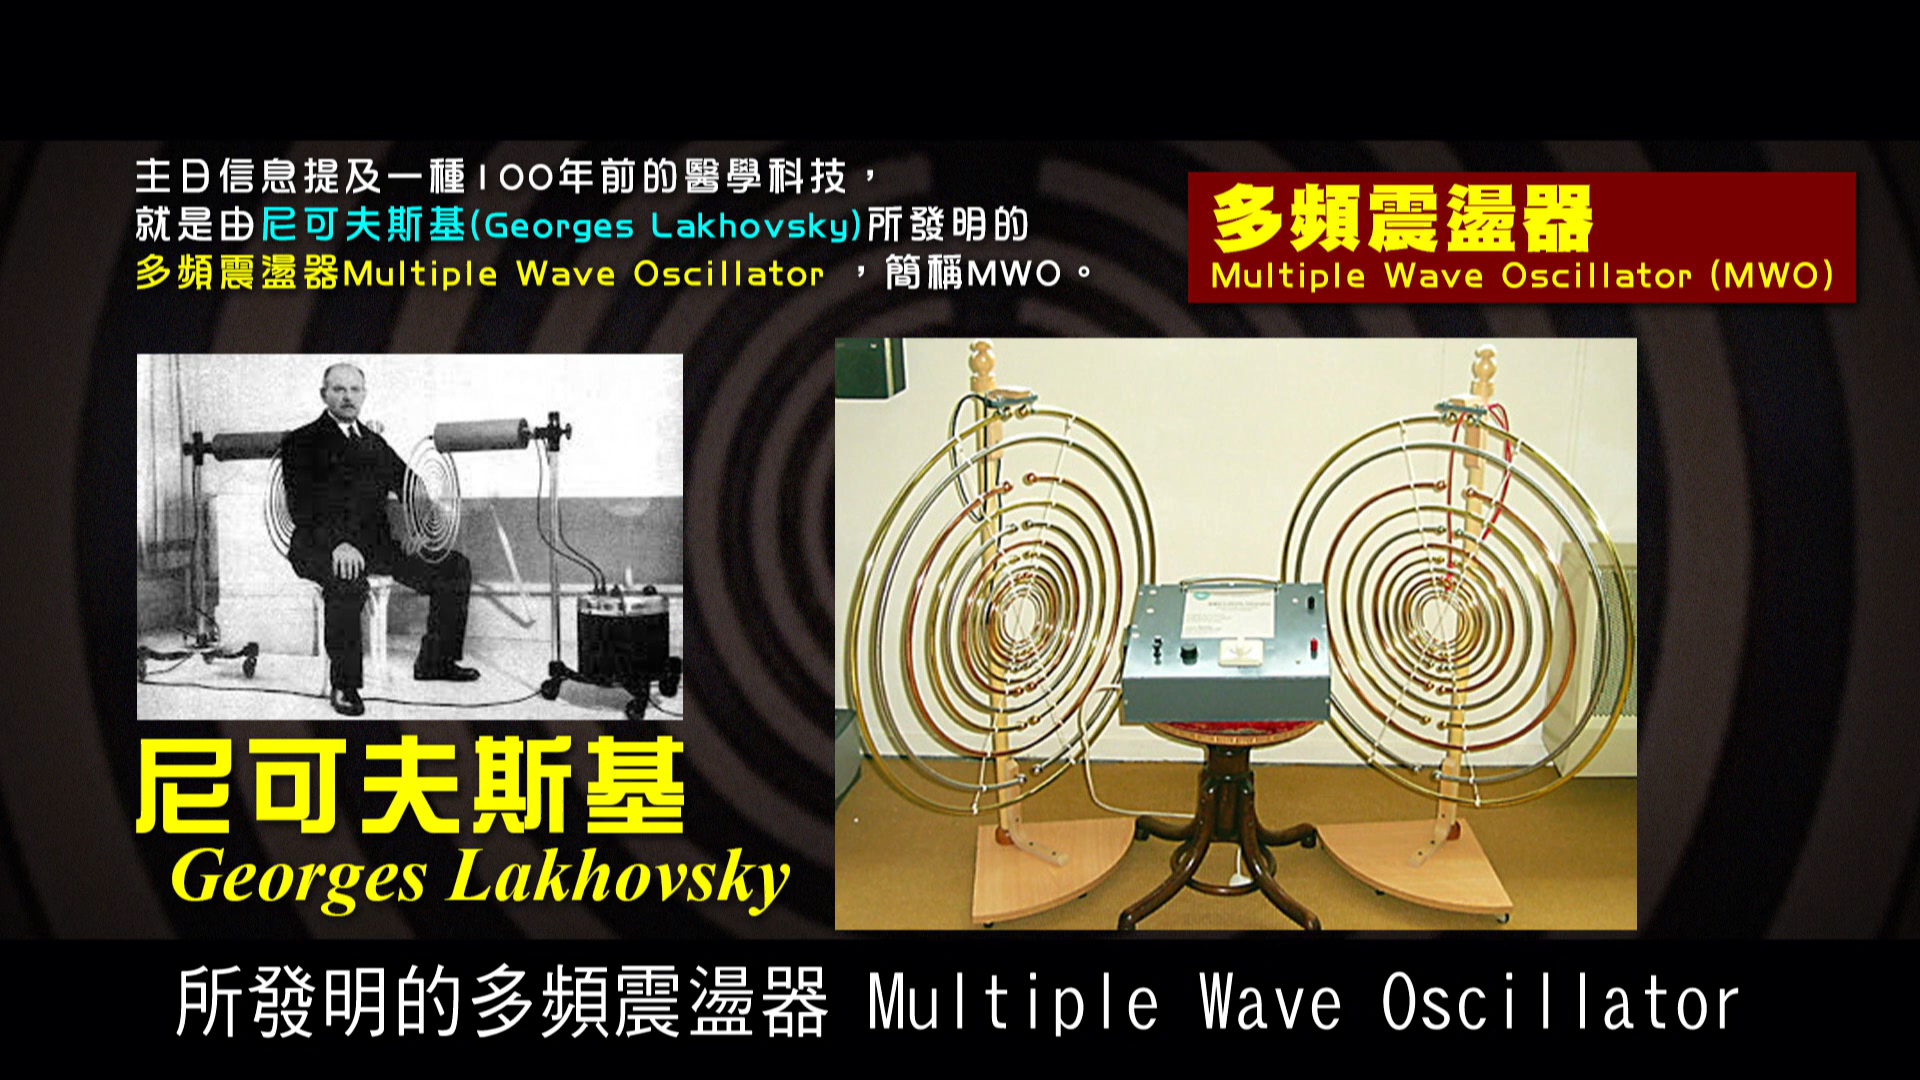 主日信息提及一種100年前的醫學科技，
就是由尼可夫斯基(Georges Lakhovsky)所發明的
多頻震盪器Multiple Wave Oscillator ，簡稱MWO。
多頻震盪器
Multiple Wave Oscillator (MWO)
尼可夫斯基
Georges Lakhovsky
所發明的多頻震盪器 Multiple Wave Oscillator